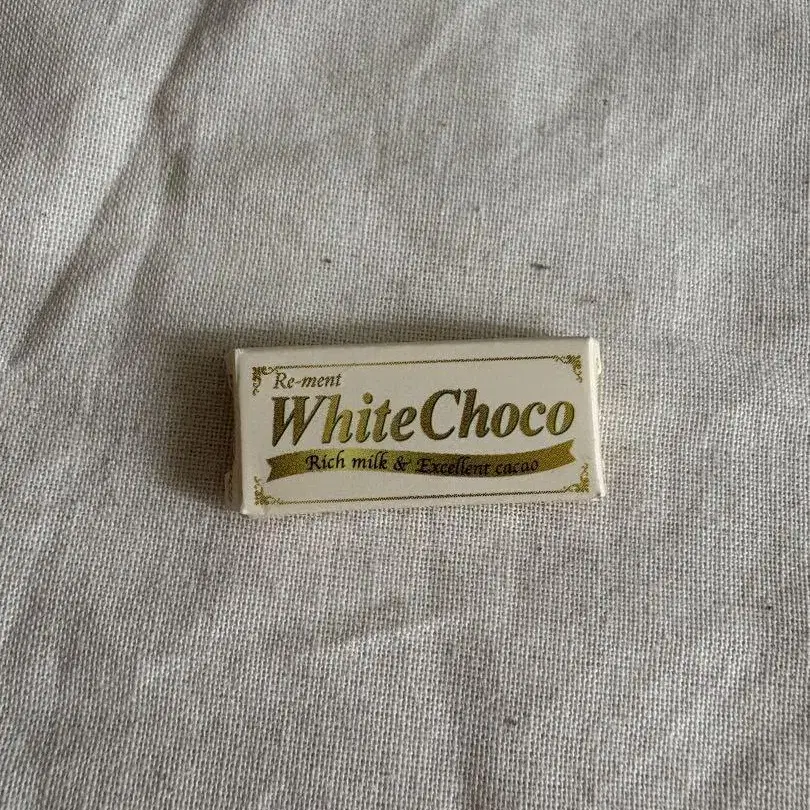 Re-ment
WhiteChoco
Rich milk & Excellent cacao